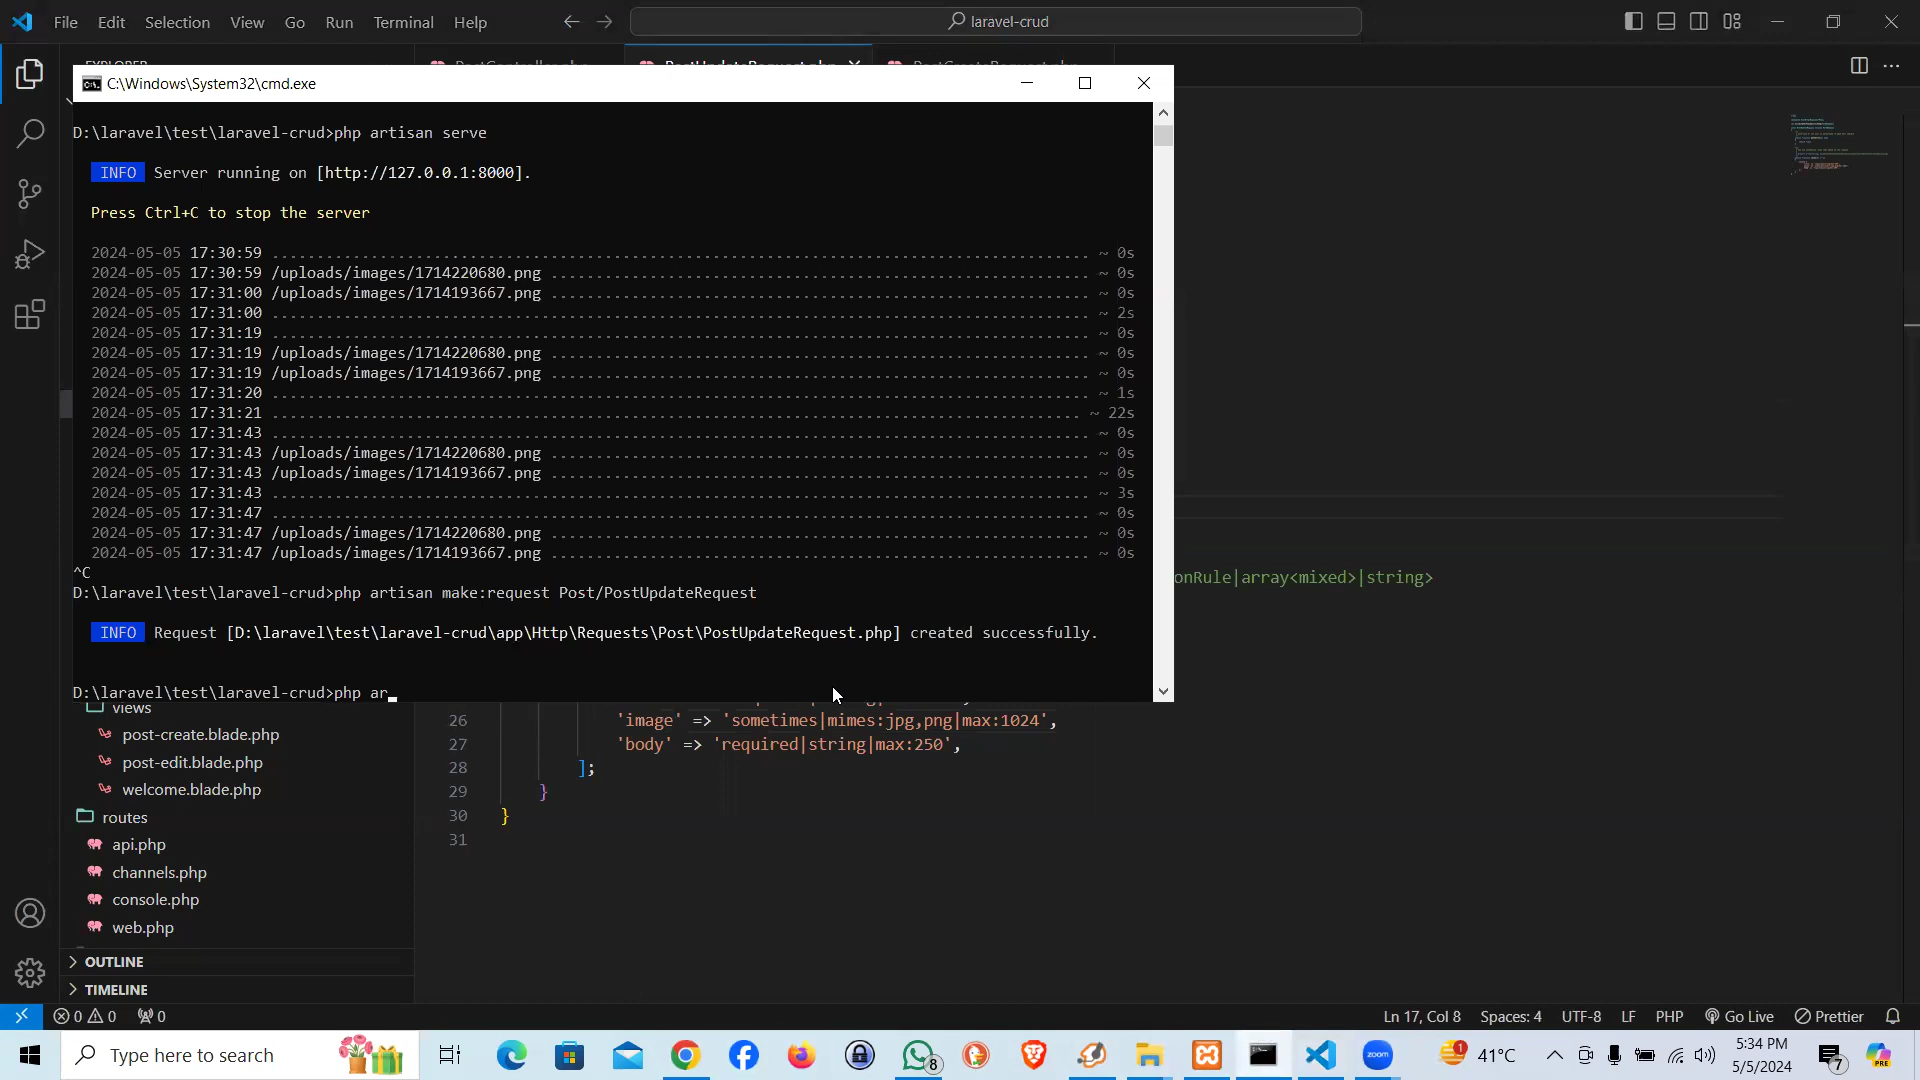 File Edit Selection View Go Run Terminal Help
laravel-crud
C:\Windows\System32\cmd.exe
D:\laravel\test\laravel-crud>php artisan serve
INFO Server running on [http://127.0.0.1:8000].
Press Ctrl+C to stop the server
2024-05-05 17:30:59 ........................................ ~ 0s
2024-05-05 17:30:59 /uploads/images/1714220680.png ........................................ ~ 0s
2024-05-05 17:31:00 /uploads/images/1714193667.png ........................................ ~ 0s
2024-05-05 17:31:00 ........................................ ~ 2s
2024-05-05 17:31:19 ........................................ ~ 0s
2024-05-05 17:31:19 /uploads/images/1714220680.png ........................................ ~ 0s
2024-05-05 17:31:19 /uploads/images/1714193667.png ........................................ ~ 0s
2024-05-05 17:31:20 ........................................ ~ 1s
2024-05-05 17:31:21 ........................................ ~ 22s
2024-05-05 17:31:43 ........................................ ~ 0s
2024-05-05 17:31:43 /uploads/images/1714220680.png ........................................ ~ 0s
2024-05-05 17:31:43 /uploads/images/1714193667.png ........................................ ~ 0s
2024-05-05 17:31:43 ........................................ ~ 3s
2024-05-05 17:31:47 ........................................ ~ 0s
2024-05-05 17:31:47 /uploads/images/1714220680.png ........................................ ~ 0s
2024-05-05 17:31:47 /uploads/images/1714193667.png ........................................ ~ 0s
^C
D:\laravel\test\laravel-crud>php artisan make:request Post/PostUpdateRequest
INFO Request [D:\laravel\test\laravel-crud\app\Http\Requests\Post\PostUpdateRequest.php] created successfully.
D:\laravel\test\laravel-crud>php ar
onRule|array<mixed>|string>
views
post-create.blade.php
post-edit.blade.php
welcome.blade.php
routes
api.php
channels.php
console.php
web.php
OUTLINE
TIMELINE
26 'image' => 'sometimes|mimes:jpg,png|max:1024',
27 'body' => 'required|string|max:250',
28 ];
29 }
30 }
31
0 0 0
Ln 17, Col 8 Spaces: 4 UTF-8 LF PHP Go Live Prettier
Type here to search
8
zoom
1
41°C
5:34 PM
5/5/2024
7
PRE